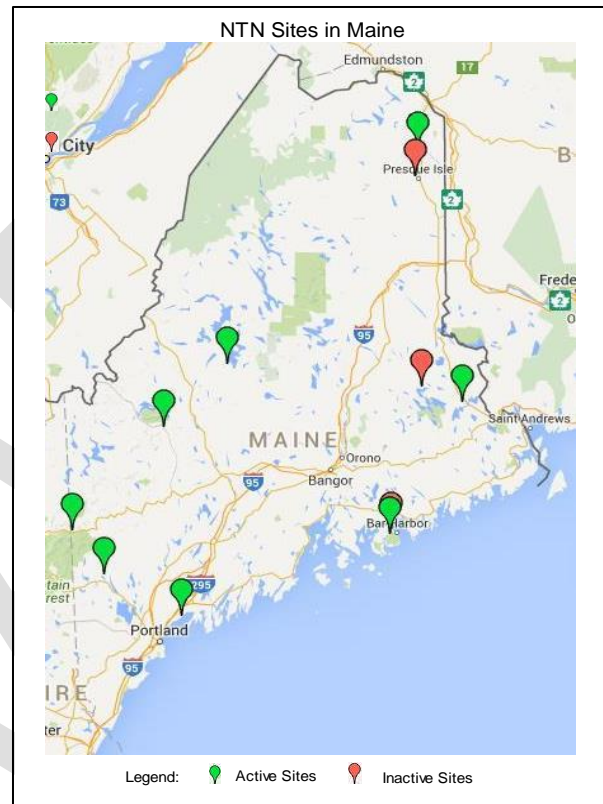 NTN Sites in Maine
Edmundston
2
17
B
City
Presque Isle
73
2
Frede
2
95
Saint Andrews
MAINE
Orono
Bangor
95
Bar Harbor
295
Portland
95
IRE
Legend: Active Sites Inactive Sites